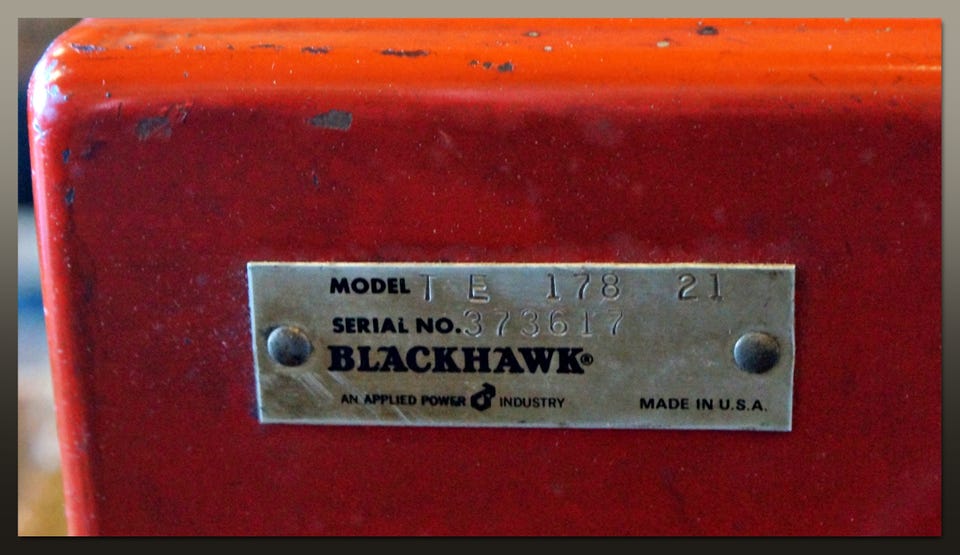 MODEL T E 178 21
SERIAL NO. 373617
BLACKHAWK®
AN APPLIED POWER INDUSTRY MADE IN U.S.A.